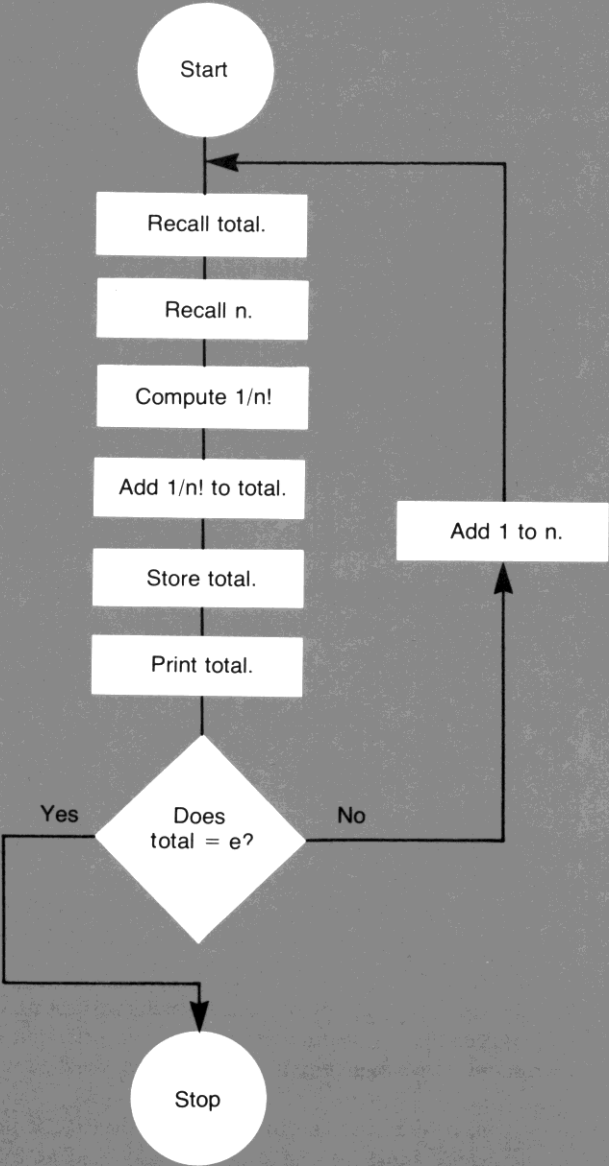 Start
Recall total.
Recall n.
Compute 1/n!
Add 1/n! to total.
Add 1 to n.
Store total.
Print total.
Yes
Does
total = e?
No
Stop